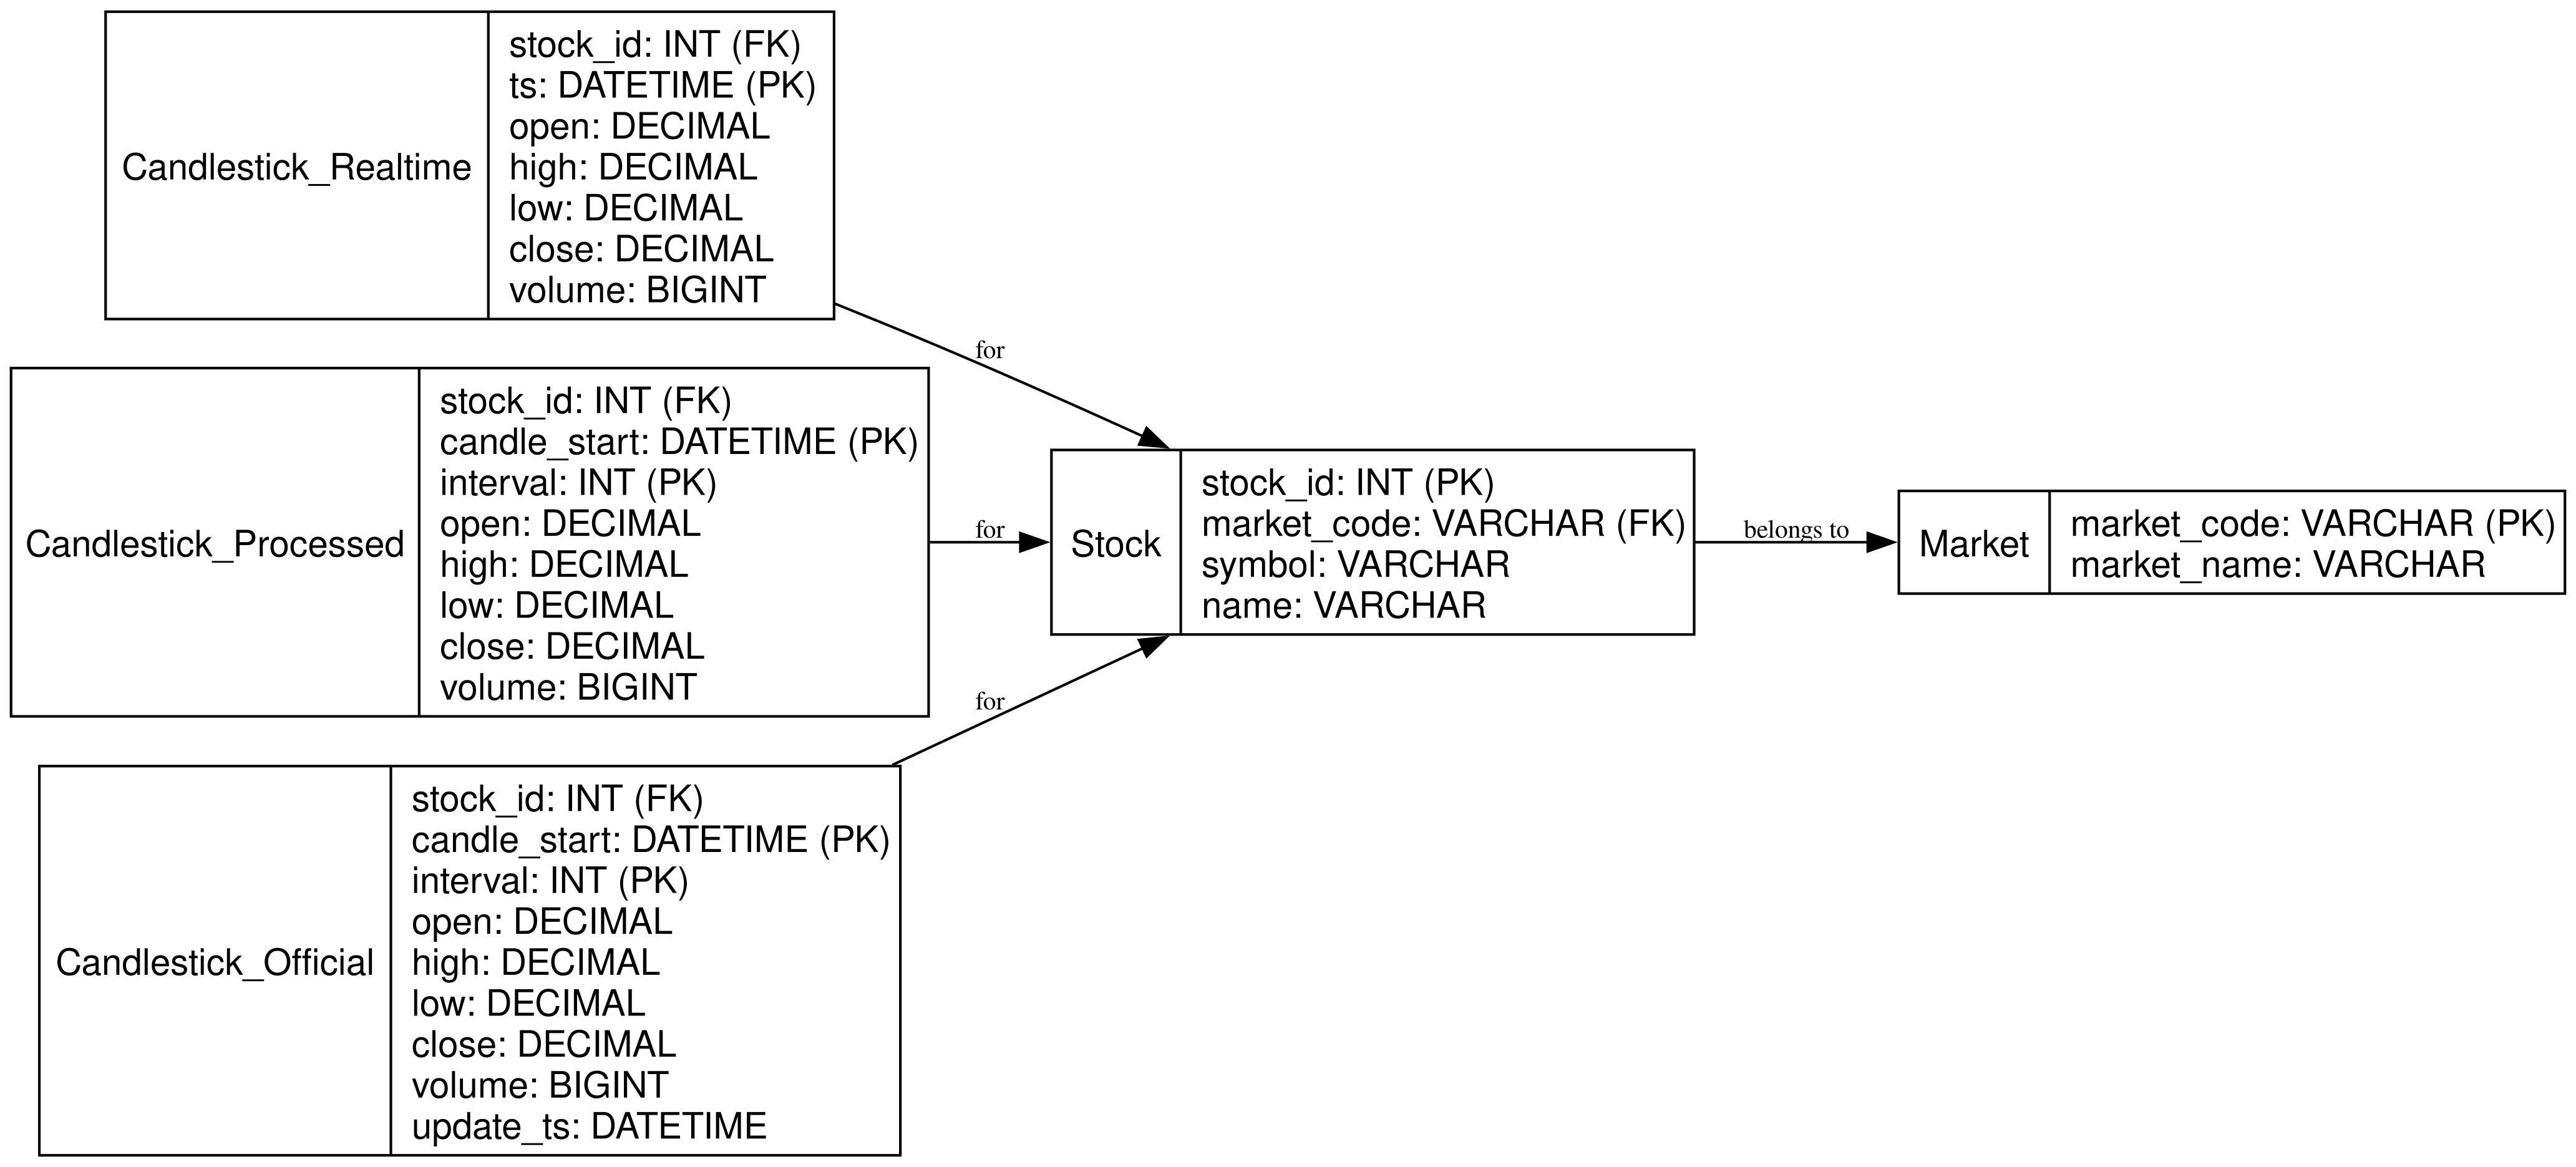 Candlestick_Realtime
stock_id: INT (FK)
ts: DATETIME (PK)
open: DECIMAL
high: DECIMAL
low: DECIMAL
close: DECIMAL
volume: BIGINT
for
Candlestick_Processed
stock_id: INT (FK)
candle_start: DATETIME (PK)
interval: INT (PK)
open: DECIMAL
high: DECIMAL
low: DECIMAL
close: DECIMAL
volume: BIGINT
for
Candlestick_Official
stock_id: INT (FK)
candle_start: DATETIME (PK)
interval: INT (PK)
open: DECIMAL
high: DECIMAL
low: DECIMAL
close: DECIMAL
volume: BIGINT
update_ts: DATETIME
for
Stock
stock_id: INT (PK)
market_code: VARCHAR (FK)
symbol: VARCHAR
name: VARCHAR
belongs to
Market
market_code: VARCHAR (PK)
market_name: VARCHAR